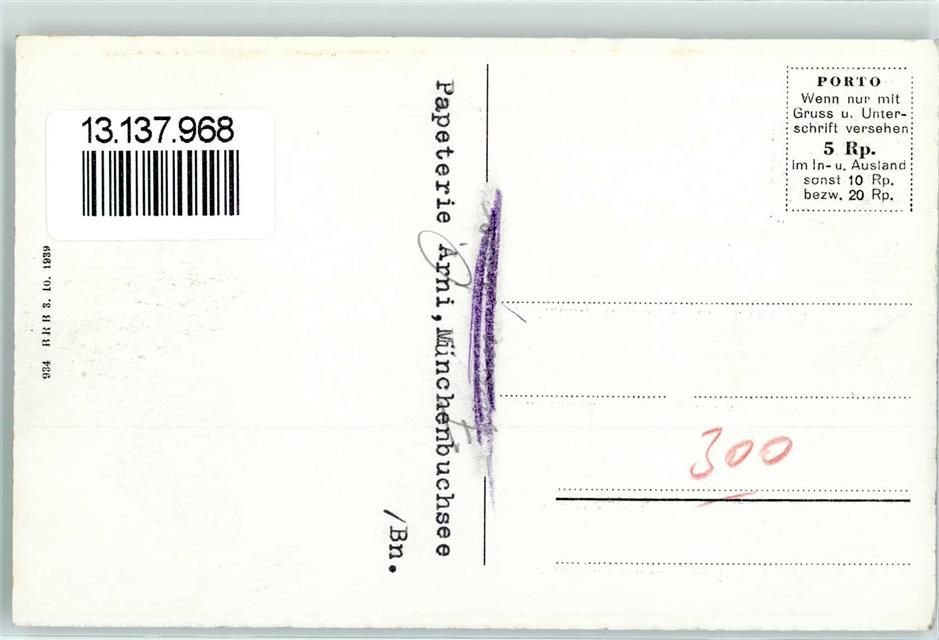 13.137.968
934 BRB 3. 10. 1939
Papeterie Arni, Münchenbuchsee
/Bn.
PORTO
Wenn nur mit
Gruss u. Unter-
schrift versehen
5 Rp.
im In- u. Ausland
sonst 10 Rp.
bezw. 20 Rp.
300